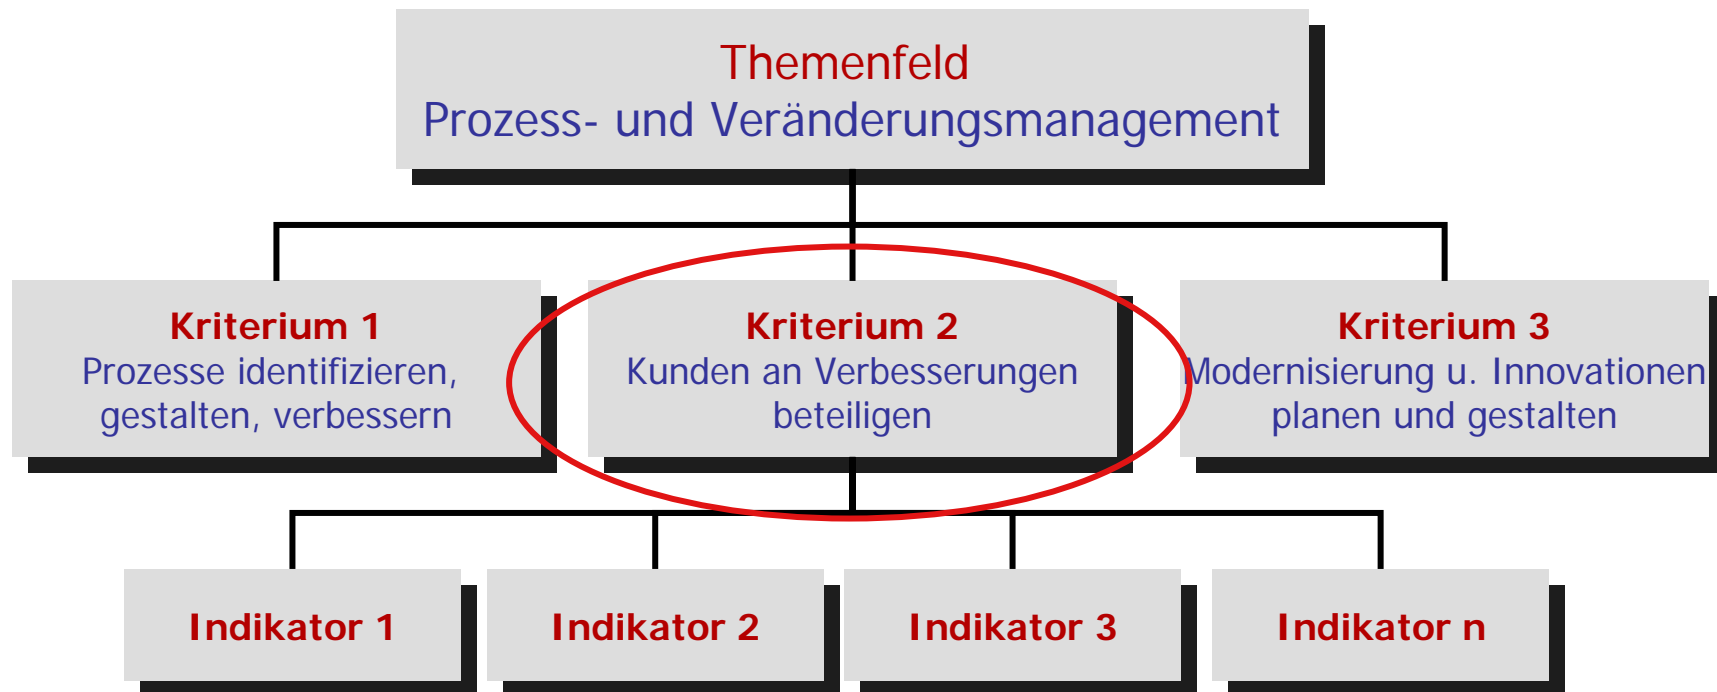 Themenfeld
Prozess- und Veränderungsmanagement
Kriterium 1
Prozesse identifizieren,
gestalten, verbessern
Kriterium 2
Kunden an Verbesserungen
beteiligen
Kriterium 3
Modernisierung u. Innovationen
planen und gestalten
Indikator 1
Indikator 2
Indikator 3
Indikator n